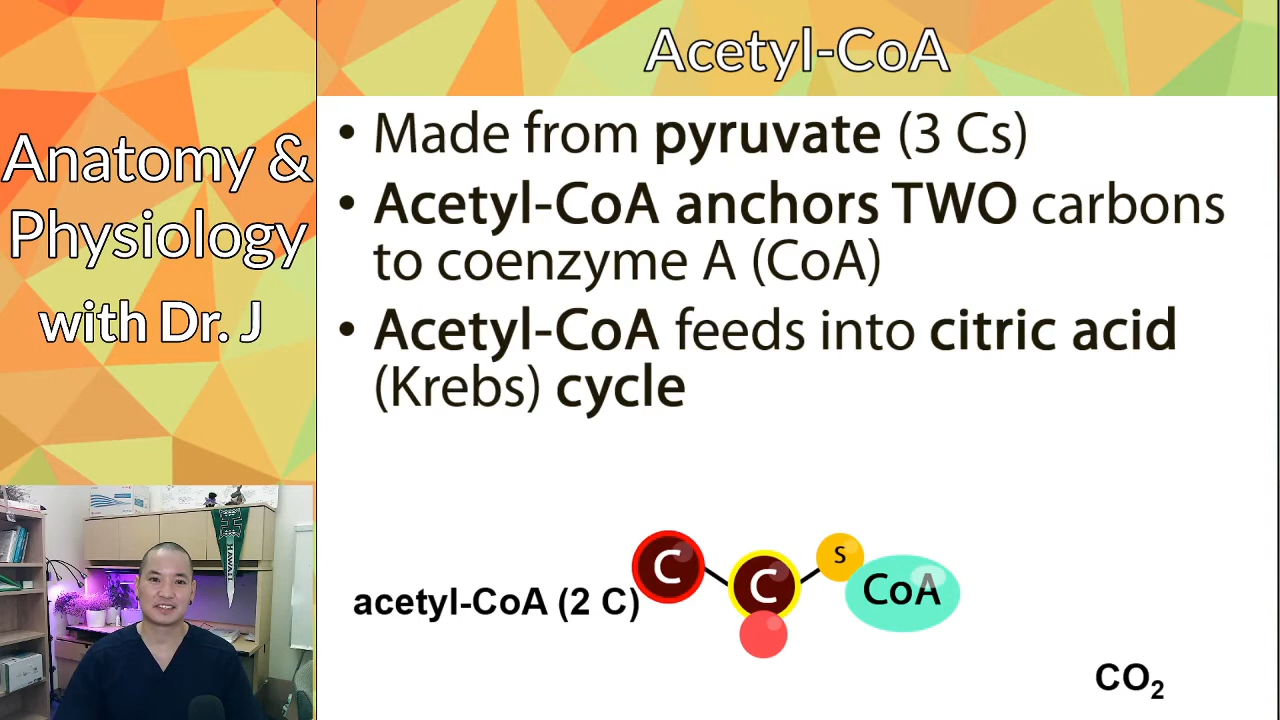 Anatomy &
Physiology
with Dr. J
Acetyl-CoA
• Made from pyruvate (3 Cs)
• Acetyl-CoA anchors TWO carbons
to coenzyme A (CoA)
• Acetyl-CoA feeds into citric acid
(Krebs) cycle
acetyl-CoA (2 C)
C
C
S
CoA
CO₂
HAWAII